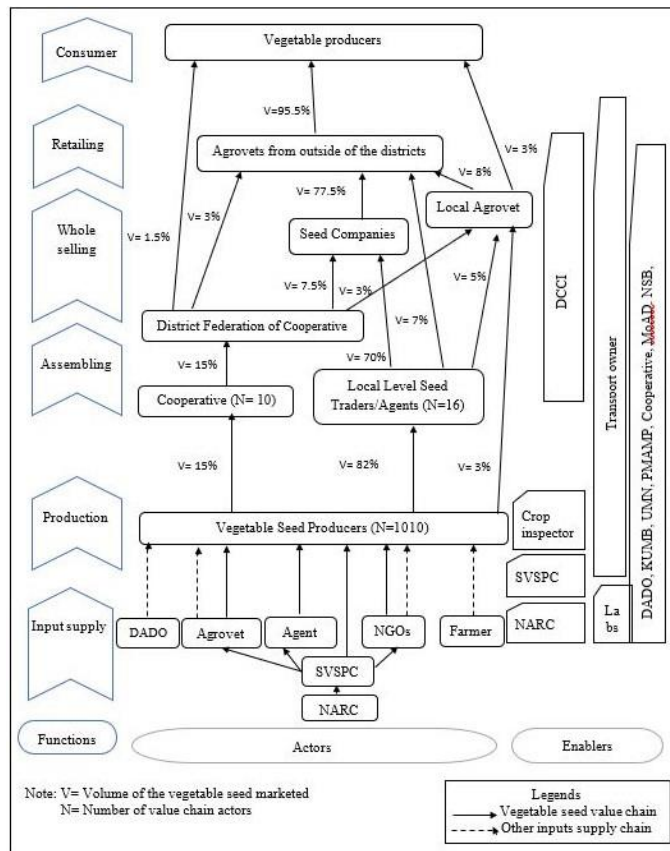 Consumer
Vegetable producers
V=95.5%
Retailing
Agrovets from outside of the districts
V= 3%
V= 8%
V= 77.5%
Local Agrovet
Whole
selling
V= 1.5%
V= 3%
Seed Companies
V= 7.5%
V= 3%
V= 5%
District Federation of Cooperative
V= 7%
Assembling
V= 15%
V= 70%
Cooperative (N= 10)
Local Level Seed
Traders/Agents (N=16)
V= 15%
V= 82%
V= 3%
Production
Vegetable Seed Producers (N=1010)
Input supply
DADO
Agrovet
Agent
NGOs
Farmer
SVSPC
NARC
DCCI
Crop
inspector
SVSPC
NARC
Transport owner
La
bs
DADO, KUMB, UMN, PMAMP, Cooperative, MoAD, NSB,
Functions
Actors
Enablers
Note: V= Volume of the vegetable seed marketed
N= Number of value chain actors
Legends
Vegetable seed value chain
Other inputs supply chain